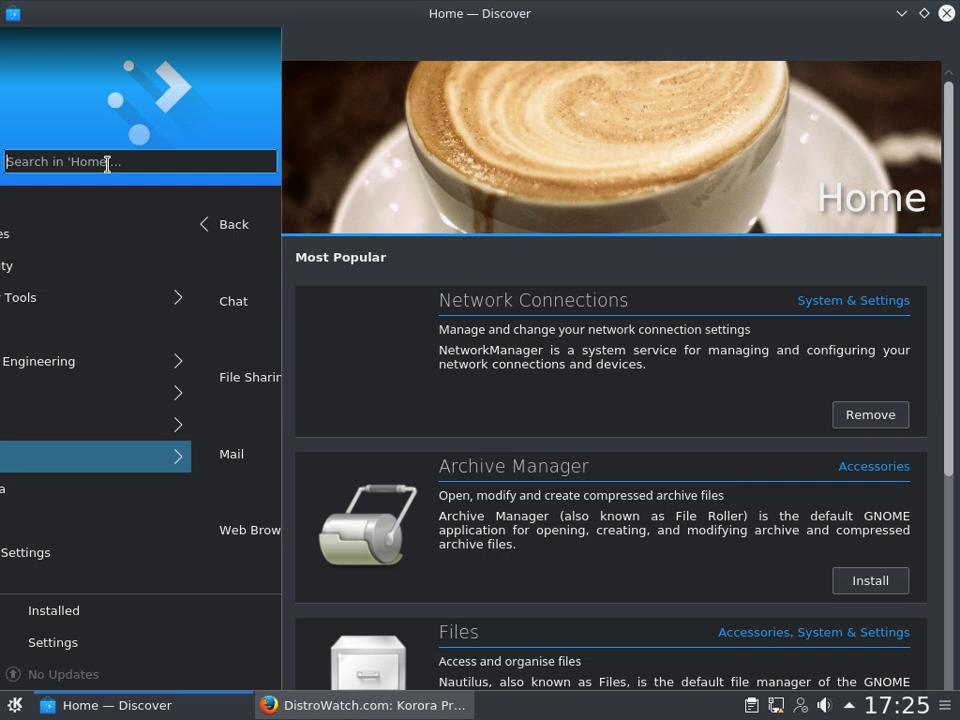 Home — Discover
Search in 'Home'...
es
ity
Tools
Engineering
a
Settings
Back
Chat
File Sharin
Mail
Web Brow
Installed
Settings
No Updates
Home
Most Popular
Network Connections
System & Settings
Manage and change your network connection settings
NetworkManager is a system service for managing and configuring your
network connections and devices.
Remove
Archive Manager
Accessories
Open, modify and create compressed archive files
Archive Manager (also known as File Roller) is the default GNOME
application for opening, creating, and modifying archive and compressed
archive files.
Install
Files
Accessories, System & Settings
Access and organise files
Nautilus, also known as Files, is the default file manager of the GNOME
Home — Discover
DistroWatch.com: Korora Pr...
17:25